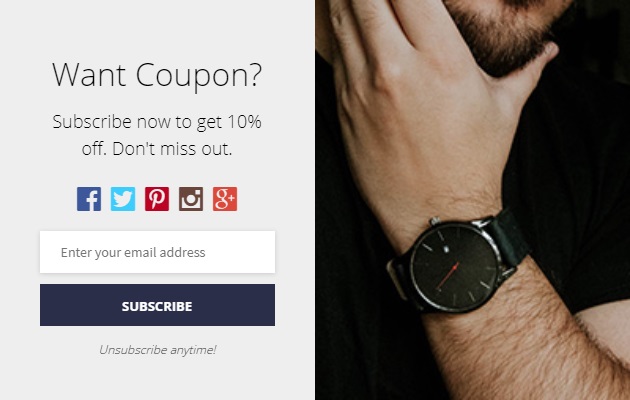 Want Coupon?
Subscribe now to get 10%
off. Don't miss out.
Enter your email address
SUBSCRIBE
Unsubscribe anytime!